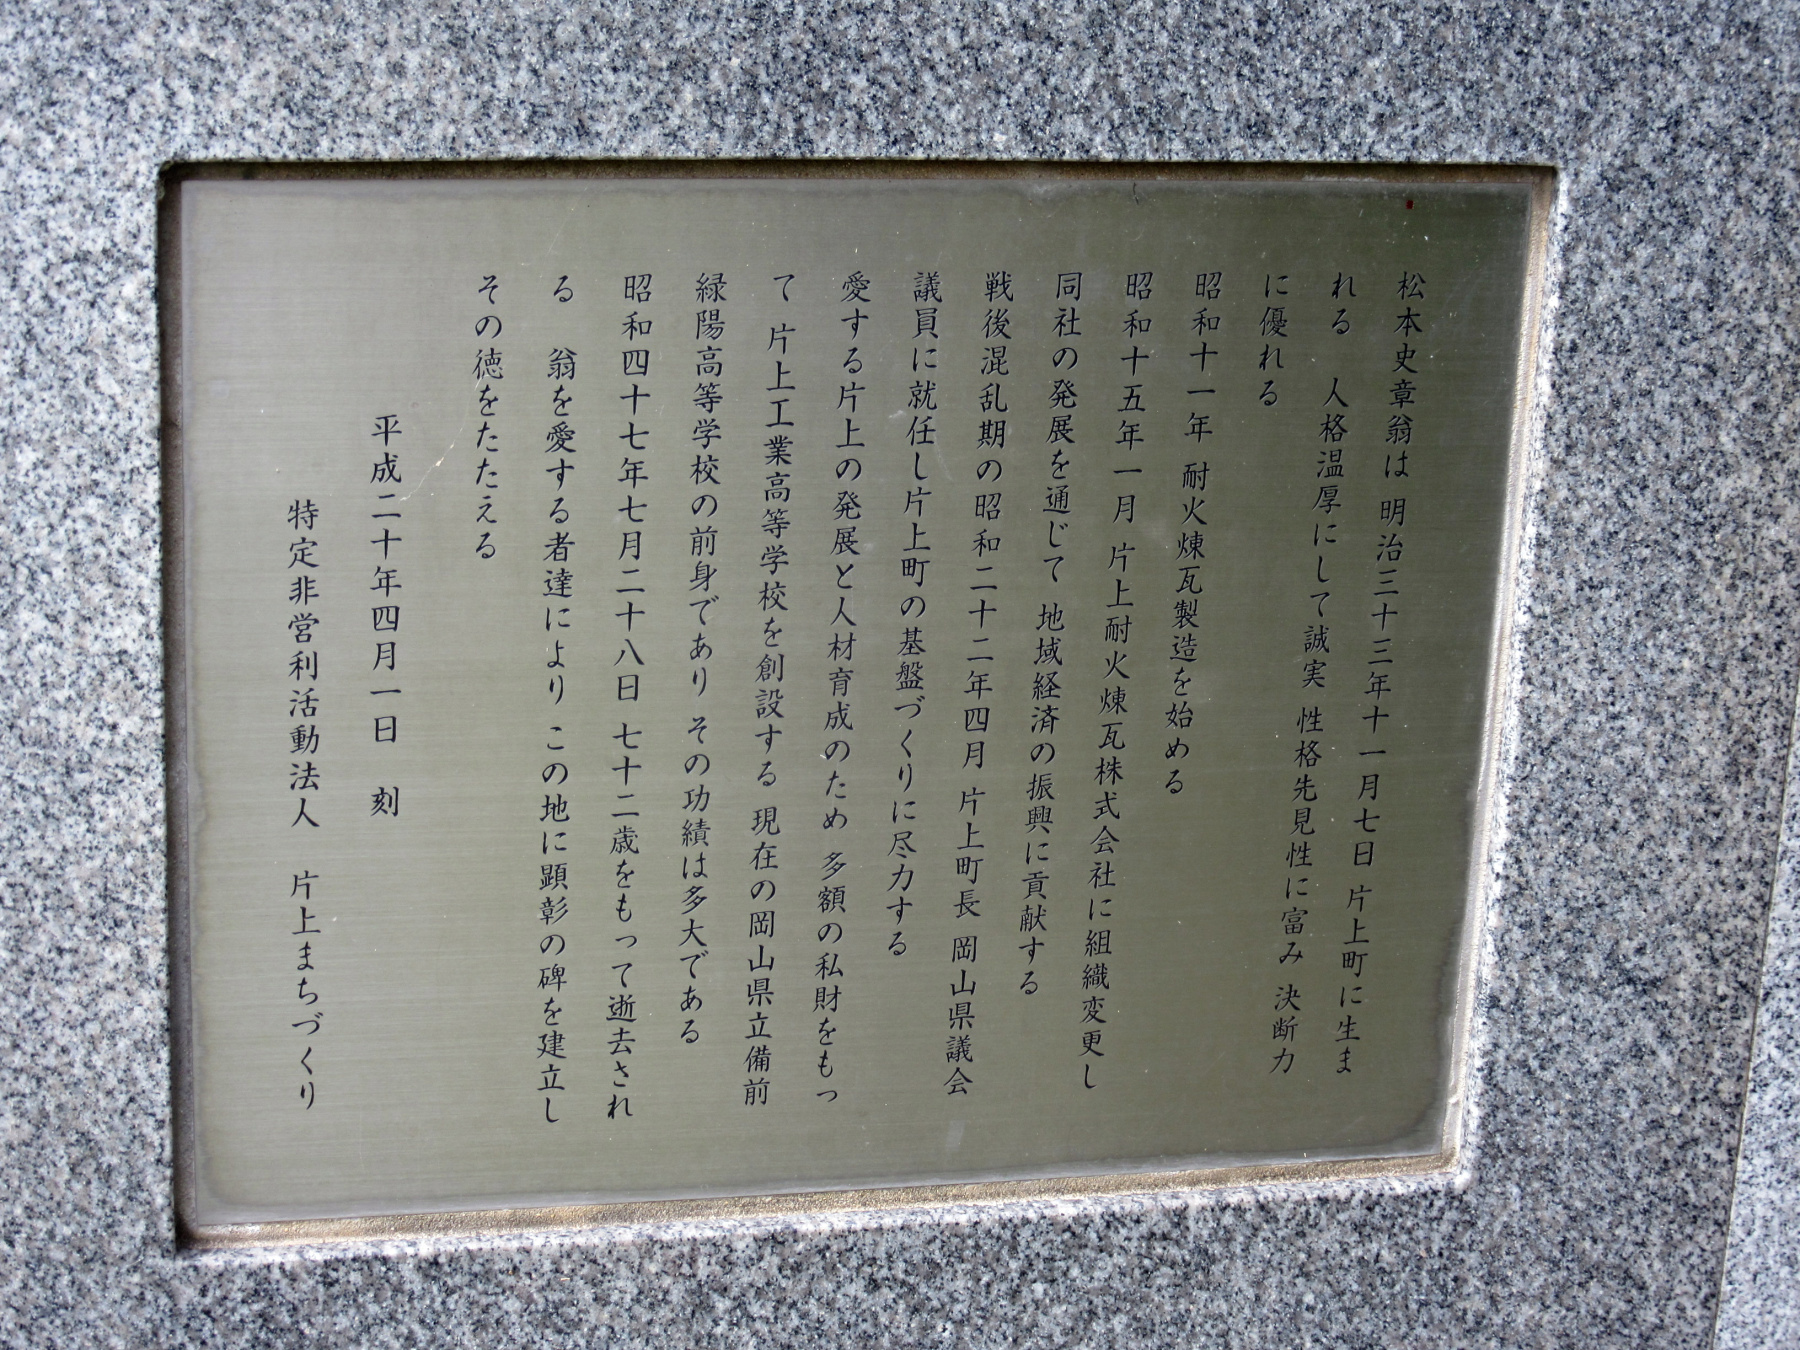 松本史章翁は 明治三十三年十一月七日 片上町に生ま
れる 人格温厚にして誠実 性格先見性に富み 決断力
に優れる
昭和十一年 耐火煉瓦製造を始める
昭和十五年一月 片上耐火煉瓦株式会社に組織変更し
同社の発展を通じて 地域経済の振興に貢献する
戦後混乱期の昭和二十二年四月 片上町長 岡山県議会
議員に就任し片上町の基盤づくりに尽力する
愛する片上の発展と人材育成のため 多額の私財をもっ
て 片上工業高等学校を創設する 現在の岡山県立備前
緑陽高等学校の前身であり その功績は多大である
昭和四十七年七月二十八日 七十二歳をもって逝去され
る 翁を愛する者達により この地に顕彰の碑を建立し
その徳をたたえる
平成二十年四月一日 刻
特定非営利活動法人 片上まちづくり